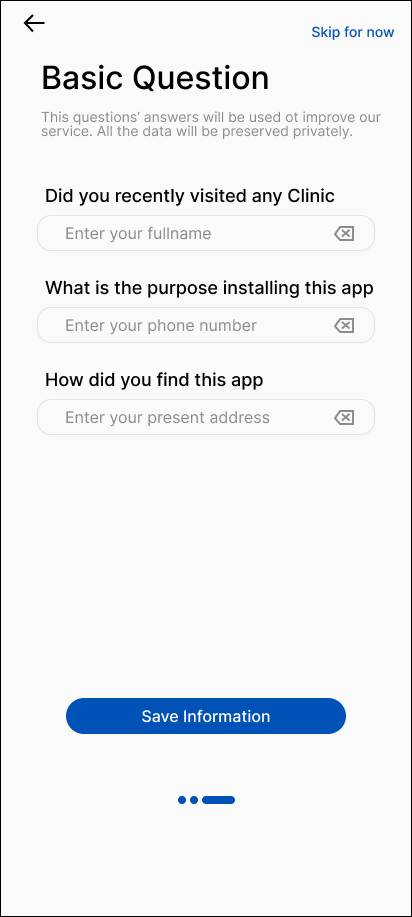 Skip for now
Basic Question
This questions’ answers will be used ot improve our
service. All the data will be preserved privately.
Did you recently visited any Clinic
Enter your fullname
What is the purpose installing this app
Enter your phone number
How did you find this app
Enter your present address
Save Information